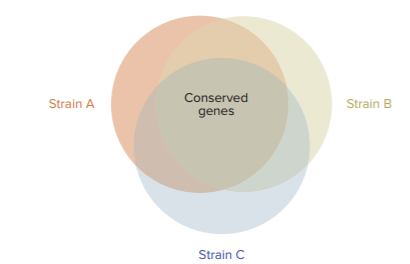 Conserved
genes
Strain A
Strain B
Strain C